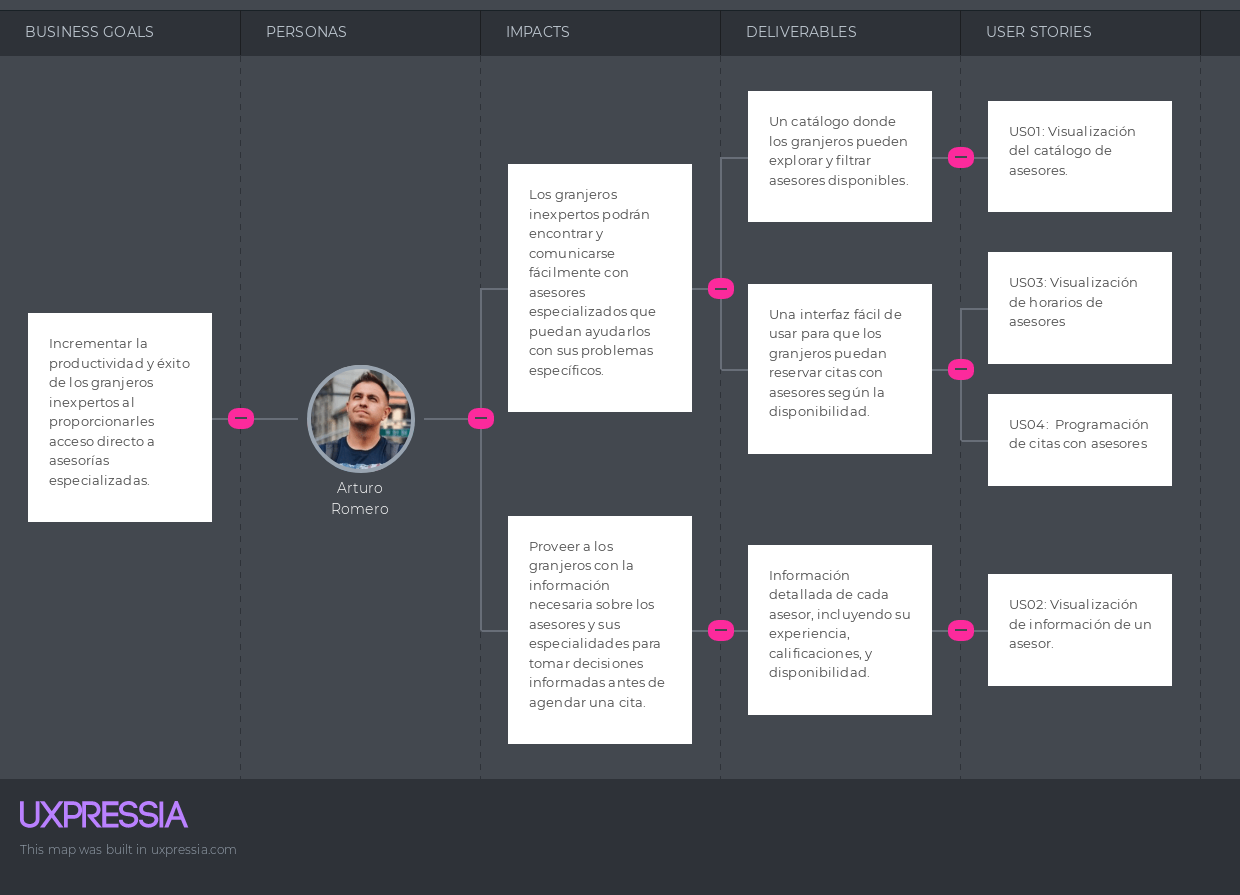 BUSINESS GOALS
PERSONAS
IMPACTS
DELIVERABLES
USER STORIES
Incrementar la
productividad y éxito
de los granjeros
inexpertos al
proporcionarles
acceso directo a
asesorías
especializadas.
Arturo
Romero
Los granjeros
inexpertos podrán
encontrar y
comunicarse
fácilmente con
asesores
especializados que
puedan ayudarlos
con sus problemas
específicos.
Un catálogo donde
los granjeros pueden
explorar y filtrar
asesores disponibles.
US01: Visualización
del catálogo de
asesores.
Una interfaz fácil de
usar para que los
granjeros puedan
reservar citas con
asesores según la
disponibilidad.
US03: Visualización
de horarios de
asesores
US04:  Programación
de citas con asesores
Proveer a los
granjeros con la
información
necesaria sobre los
asesores y sus
especialidades para
tomar decisiones
informadas antes de
agendar una cita.
Información
detallada de cada
asesor, incluyendo su
experiencia,
calificaciones, y
disponibilidad.
US02: Visualización
de información de un
asesor.
UXPRESSIA
This map was built in uxpressia.com